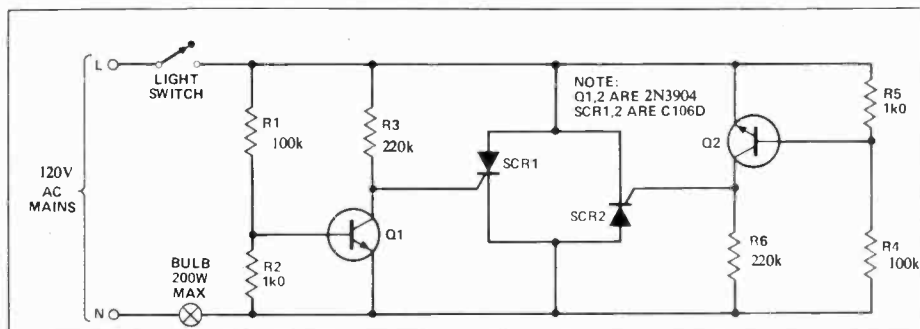 L
LIGHT
SWITCH
120V
AC
MAINS
N
BULB
200W
MAX
R1
100k
R2
1k0
R3
220k
Q1
SCR1
NOTE:
Q1,2 ARE 2N3904
SCR1,2 ARE C106D
SCR2
Q2
R6
220k
R5
1k0
R4
100k